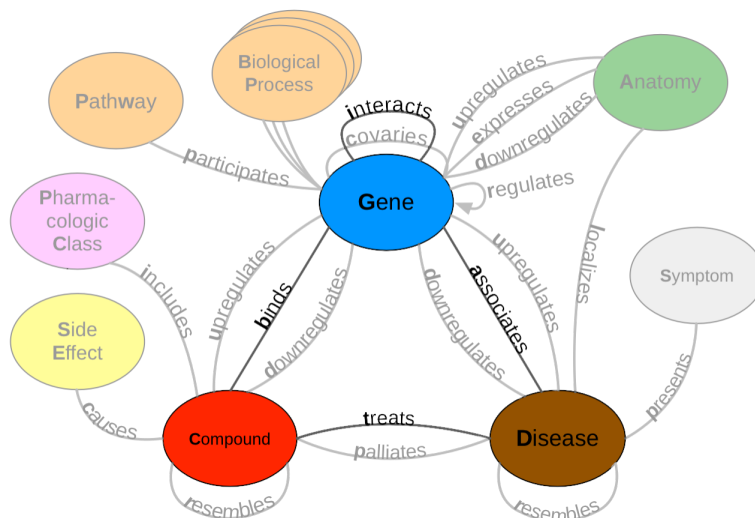 Biological
Process
Pathway
Anatomy
interacts
covaries
upregulates
expresses
downregulates
participates
regulates
Gene
Pharma-
cologic
Class
includes
upregulates
binds
downregulates
downregulates
associates
upregulates
localizes
Symptom
Side
Effect
presents
causes
Compound
treats
palliates
Disease
resembles
resembles